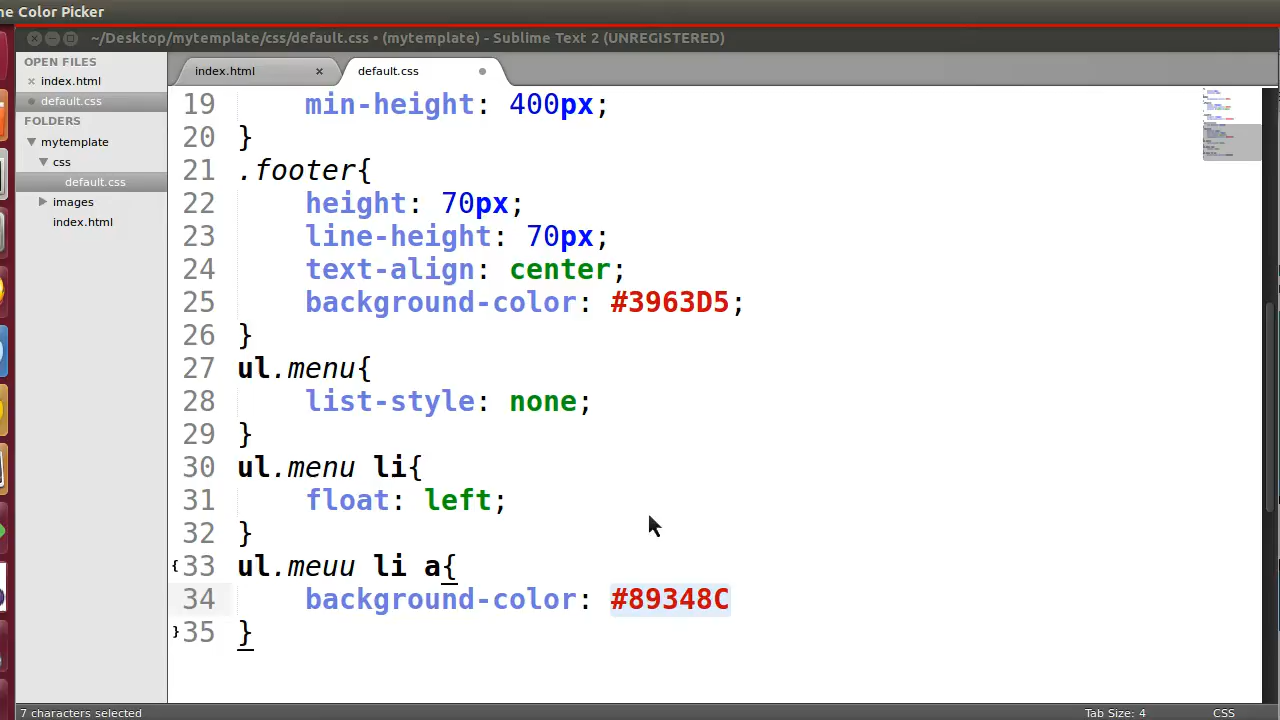 ne Color Picker
~/Desktop/mytemplate/css/default.css • (mytemplate) - Sublime Text 2 (UNREGISTERED)
OPEN FILES
index.html
default.css
FOLDERS
mytemplate
css
default.css
images
index.html
index.html
default.css
19 min-height: 400px;
20 }
21 .footer{
22 height: 70px;
23 line-height: 70px;
24 text-align: center;
25 background-color: #3963D5;
26 }
27 ul.menu{
28 list-style: none;
29 }
30 ul.menu li{
31 float: left;
32 }
33 ul.meuu li a{
34 background-color: #89348C
35 }
7 characters selected
Tab Size: 4
CSS